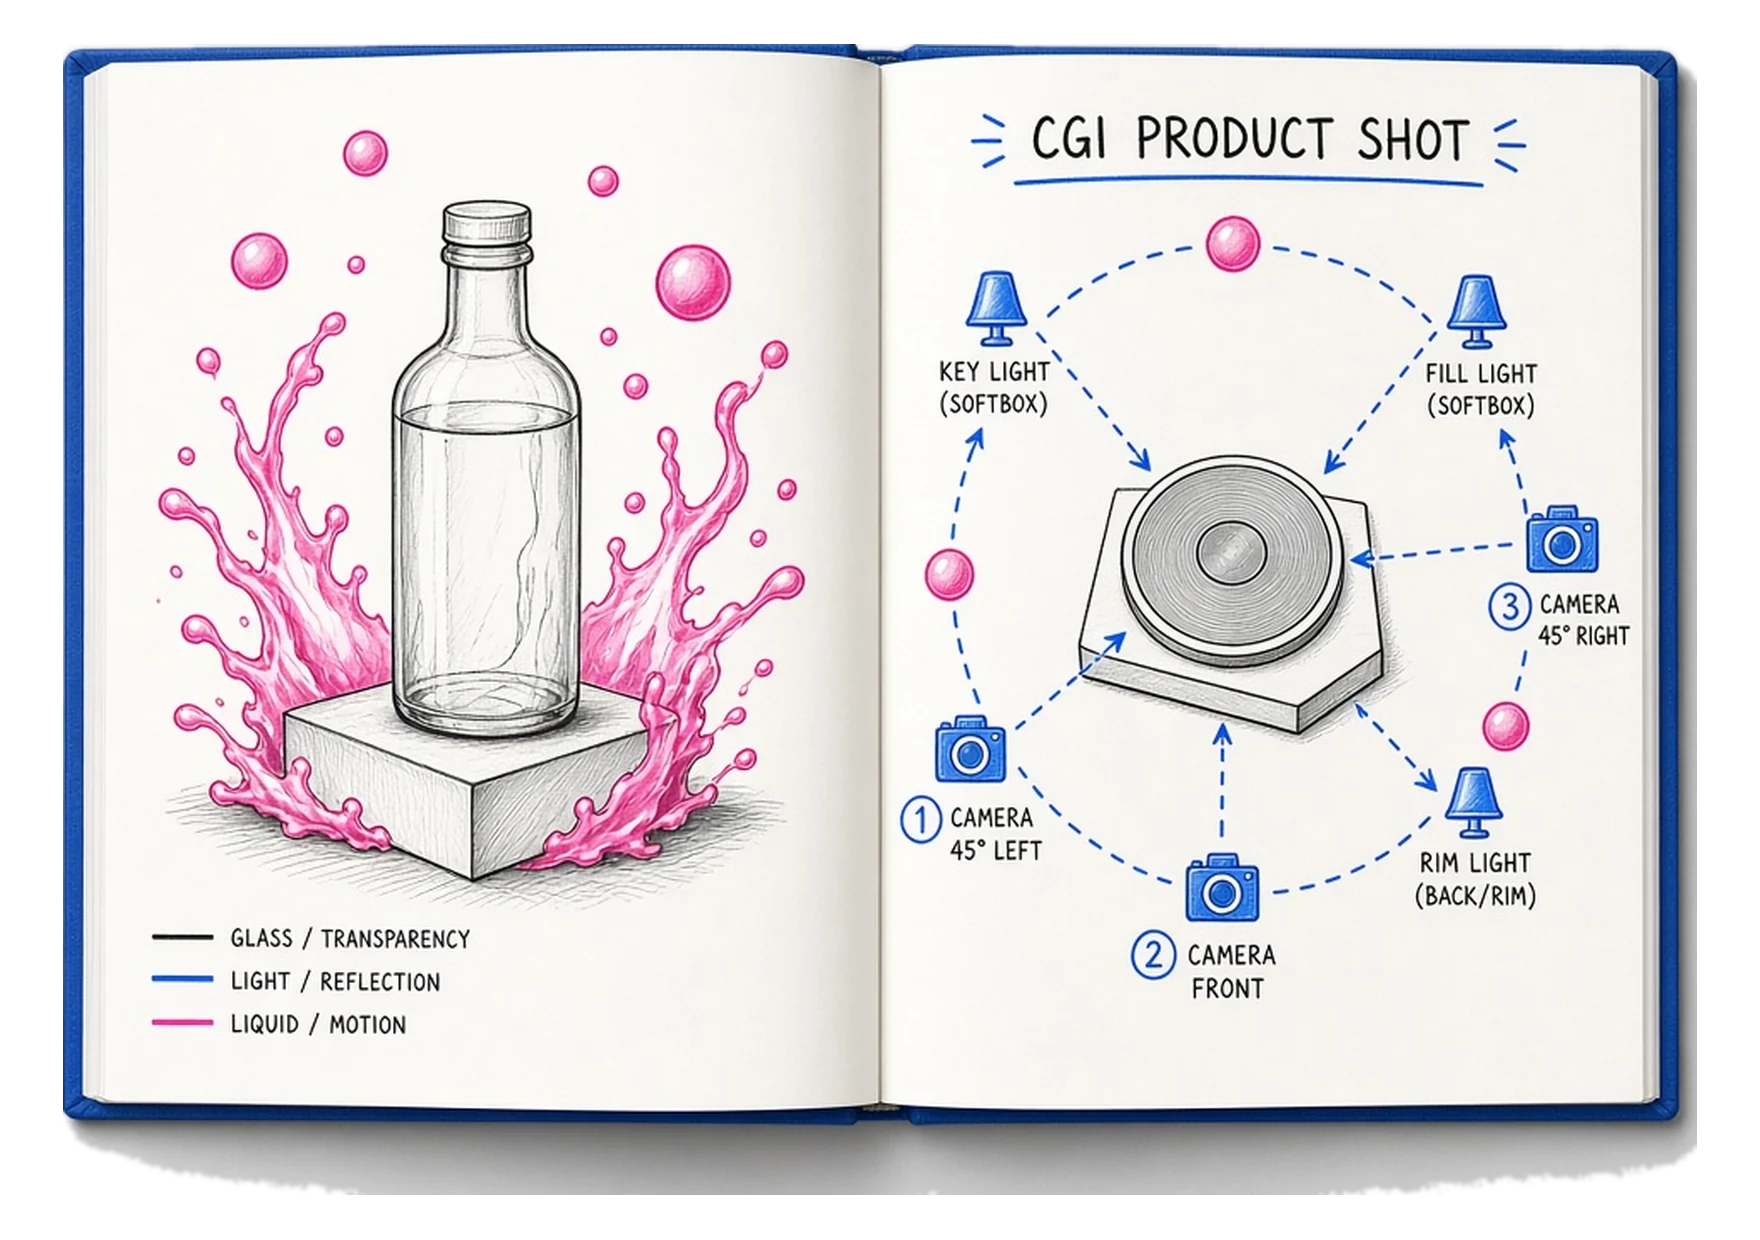 GLASS / TRANSPARENCY
LIGHT / REFLECTION
LIQUID / MOTION
CGI PRODUCT SHOT
KEY LIGHT
(SOFTBOX)
FILL LIGHT
(SOFTBOX)
3 CAMERA
45° RIGHT
1 CAMERA
45° LEFT
RIM LIGHT
(BACK/RIM)
2 CAMERA
FRONT